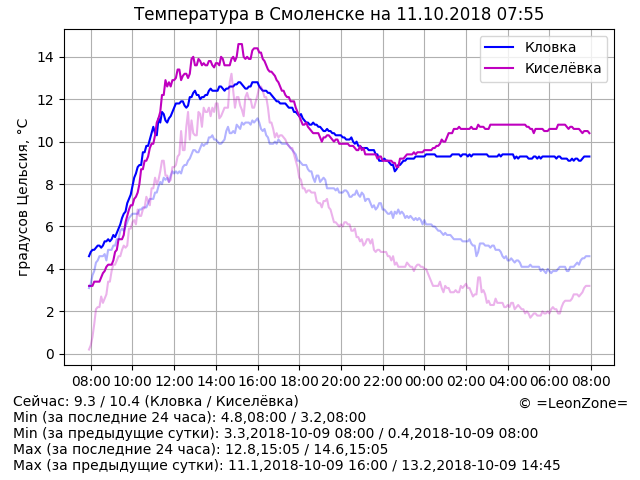 Температура в Смоленске на 11.10.2018 07:55
градусов Цельсия, °C
14
12
10
8
6
4
2
0
Кловка
Киселёвка
08:00 10:00 12:00 14:00 16:00 18:00 20:00 22:00 00:00 02:00 04:00 06:00 08:00
Сейчас: 9.3 / 10.4 (Кловка / Киселёвка)
© =LeonZone=
Min (за последние 24 часа): 4.8,08:00 / 3.2,08:00
Min (за предыдущие сутки): 3.3,2018-10-09 08:00 / 0.4,2018-10-09 08:00
Max (за последние 24 часа): 12.8,15:05 / 14.6,15:05
Max (за предыдущие сутки): 11.1,2018-10-09 16:00 / 13.2,2018-10-09 14:45